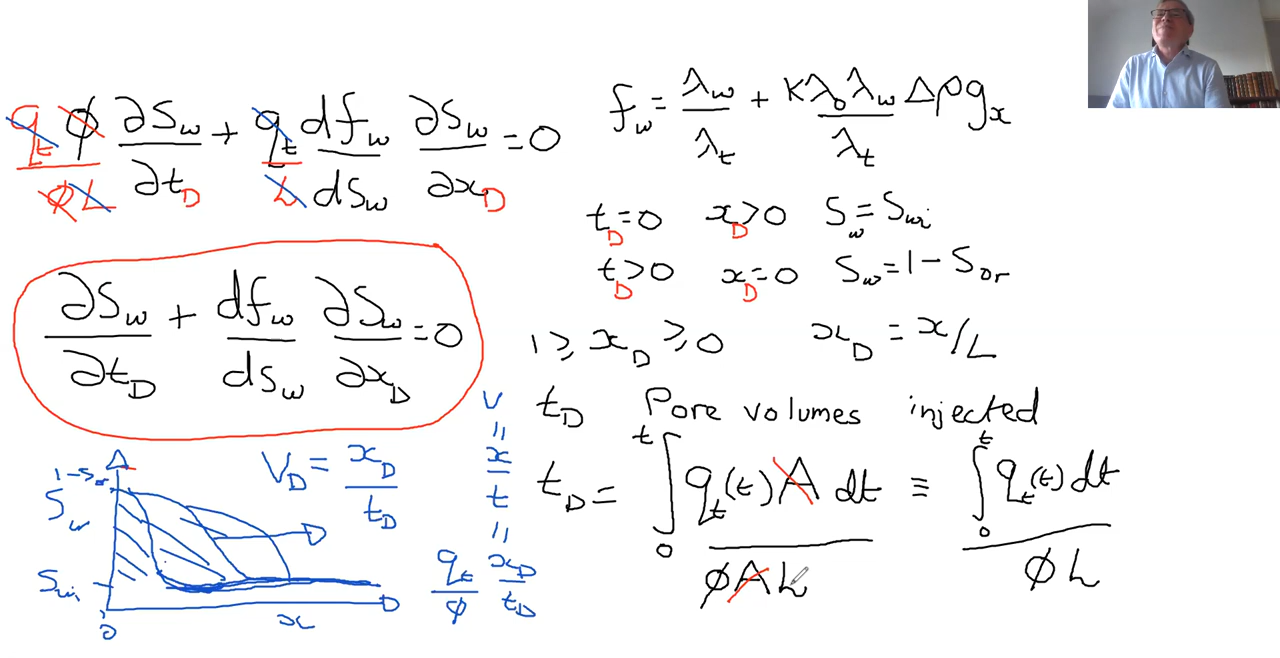 q_t/ϕL ϕ ∂S_w/∂t_D + q_t/L df_w/dS_w ∂S_w/∂x_D = 0
∂S_w/∂t_D + df_w/dS_w ∂S_w/∂x_D = 0
1-S_or
S_w
S_wi
0
x
V_D = x_D/t_D
v = x/t = q_t/ϕ x_D/t_D
f_w = λ_w/λ_t + Kλ_oλ_w/λ_t Δρg_x
t_D=0 x_D>0 S_w=S_wi
t_D>0 x_D=0 S_w=1-S_or
1 ≥ x_D ≥ 0 x_D = x/L
t_D Pore volumes injected
t_D = ∫_0^t q_t(t) A dt / ϕAL ≡ ∫_0^t q_t(t) dt / ϕL